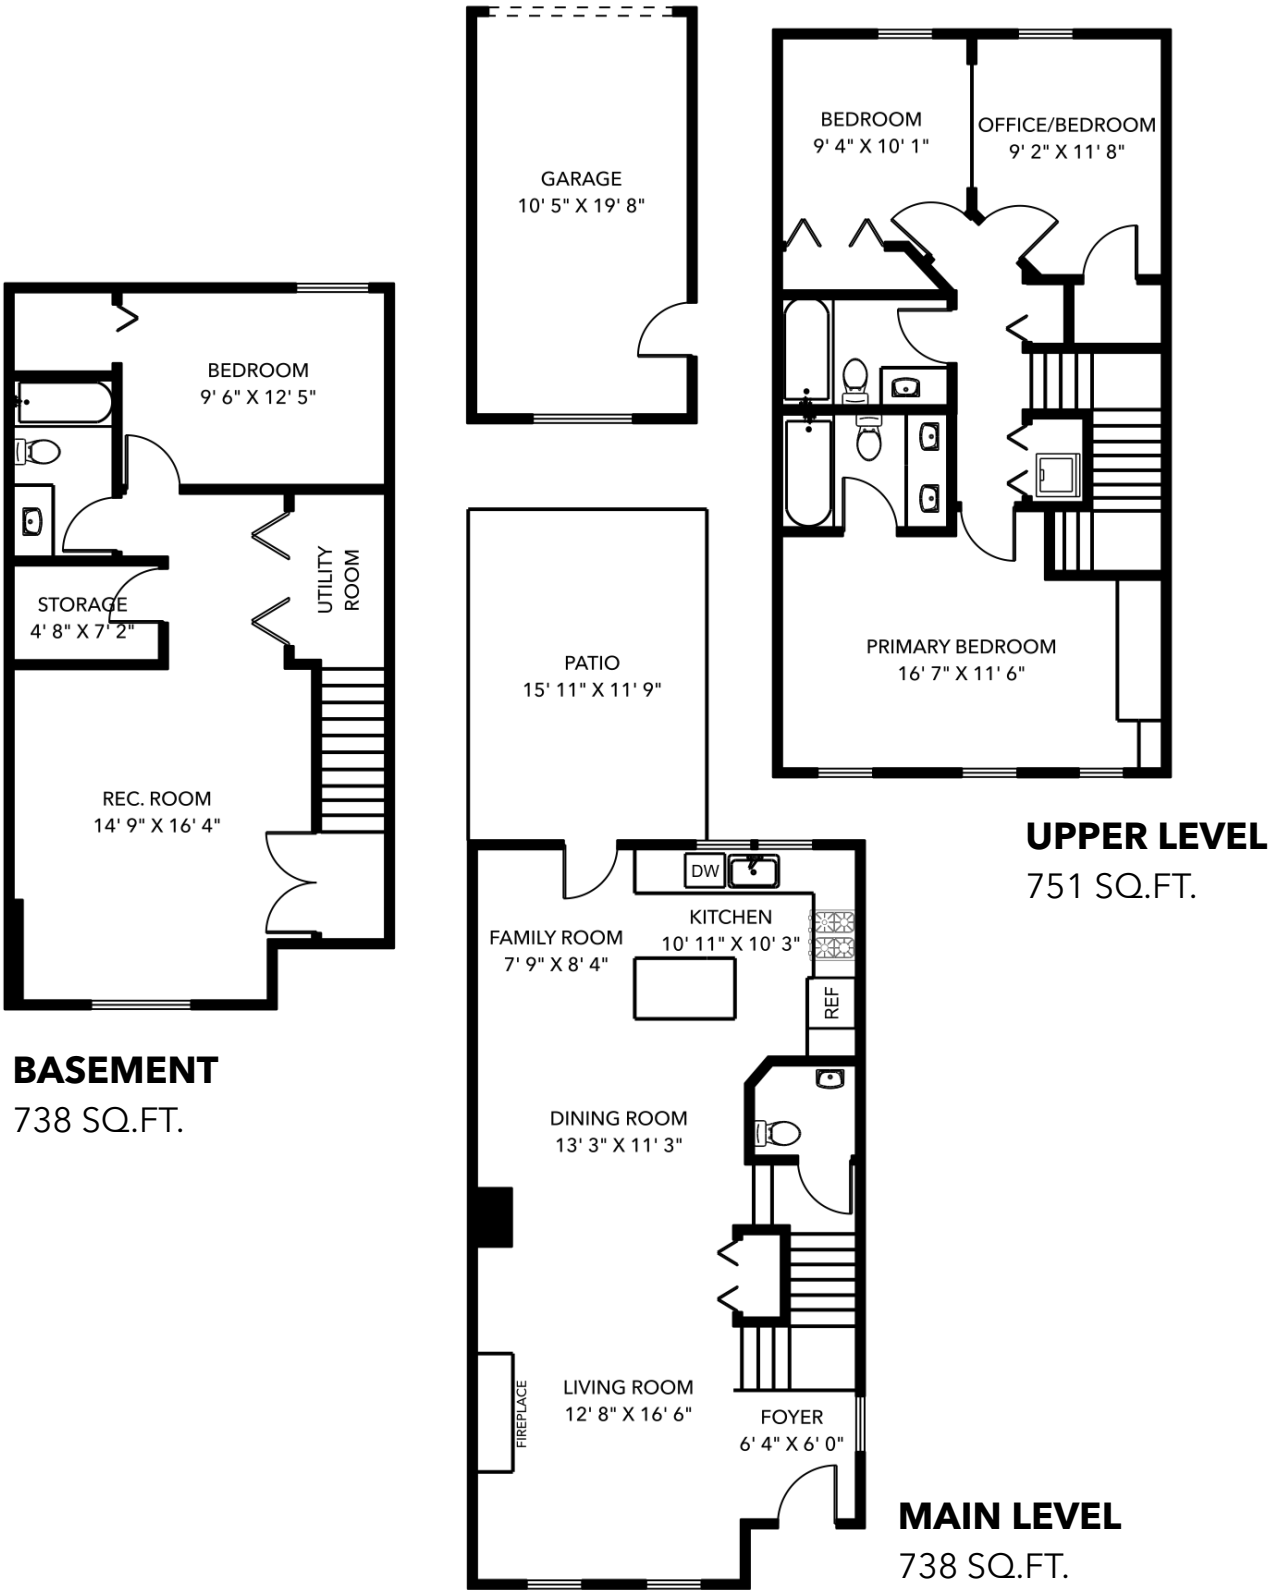 GARAGE
10' 5" X 19' 8"
BEDROOM
9' 4" X 10' 1"
OFFICE/BEDROOM
9' 2" X 11' 8"
PRIMARY BEDROOM
16' 7" X 11' 6"
UPPER LEVEL
751 SQ.FT.
BEDROOM
9' 6" X 12' 5"
UTILITY
ROOM
STORAGE
4' 8" X 7' 2"
REC. ROOM
14' 9" X 16' 4"
BASEMENT
738 SQ.FT.
PATIO
15' 11" X 11' 9"
DW
KITCHEN
10' 11" X 10' 3"
FAMILY ROOM
7' 9" X 8' 4"
REF
DINING ROOM
13' 3" X 11' 3"
LIVING ROOM
12' 8" X 16' 6"
FIREPLACE
FOYER
6' 4" X 6' 0"
MAIN LEVEL
738 SQ.FT.